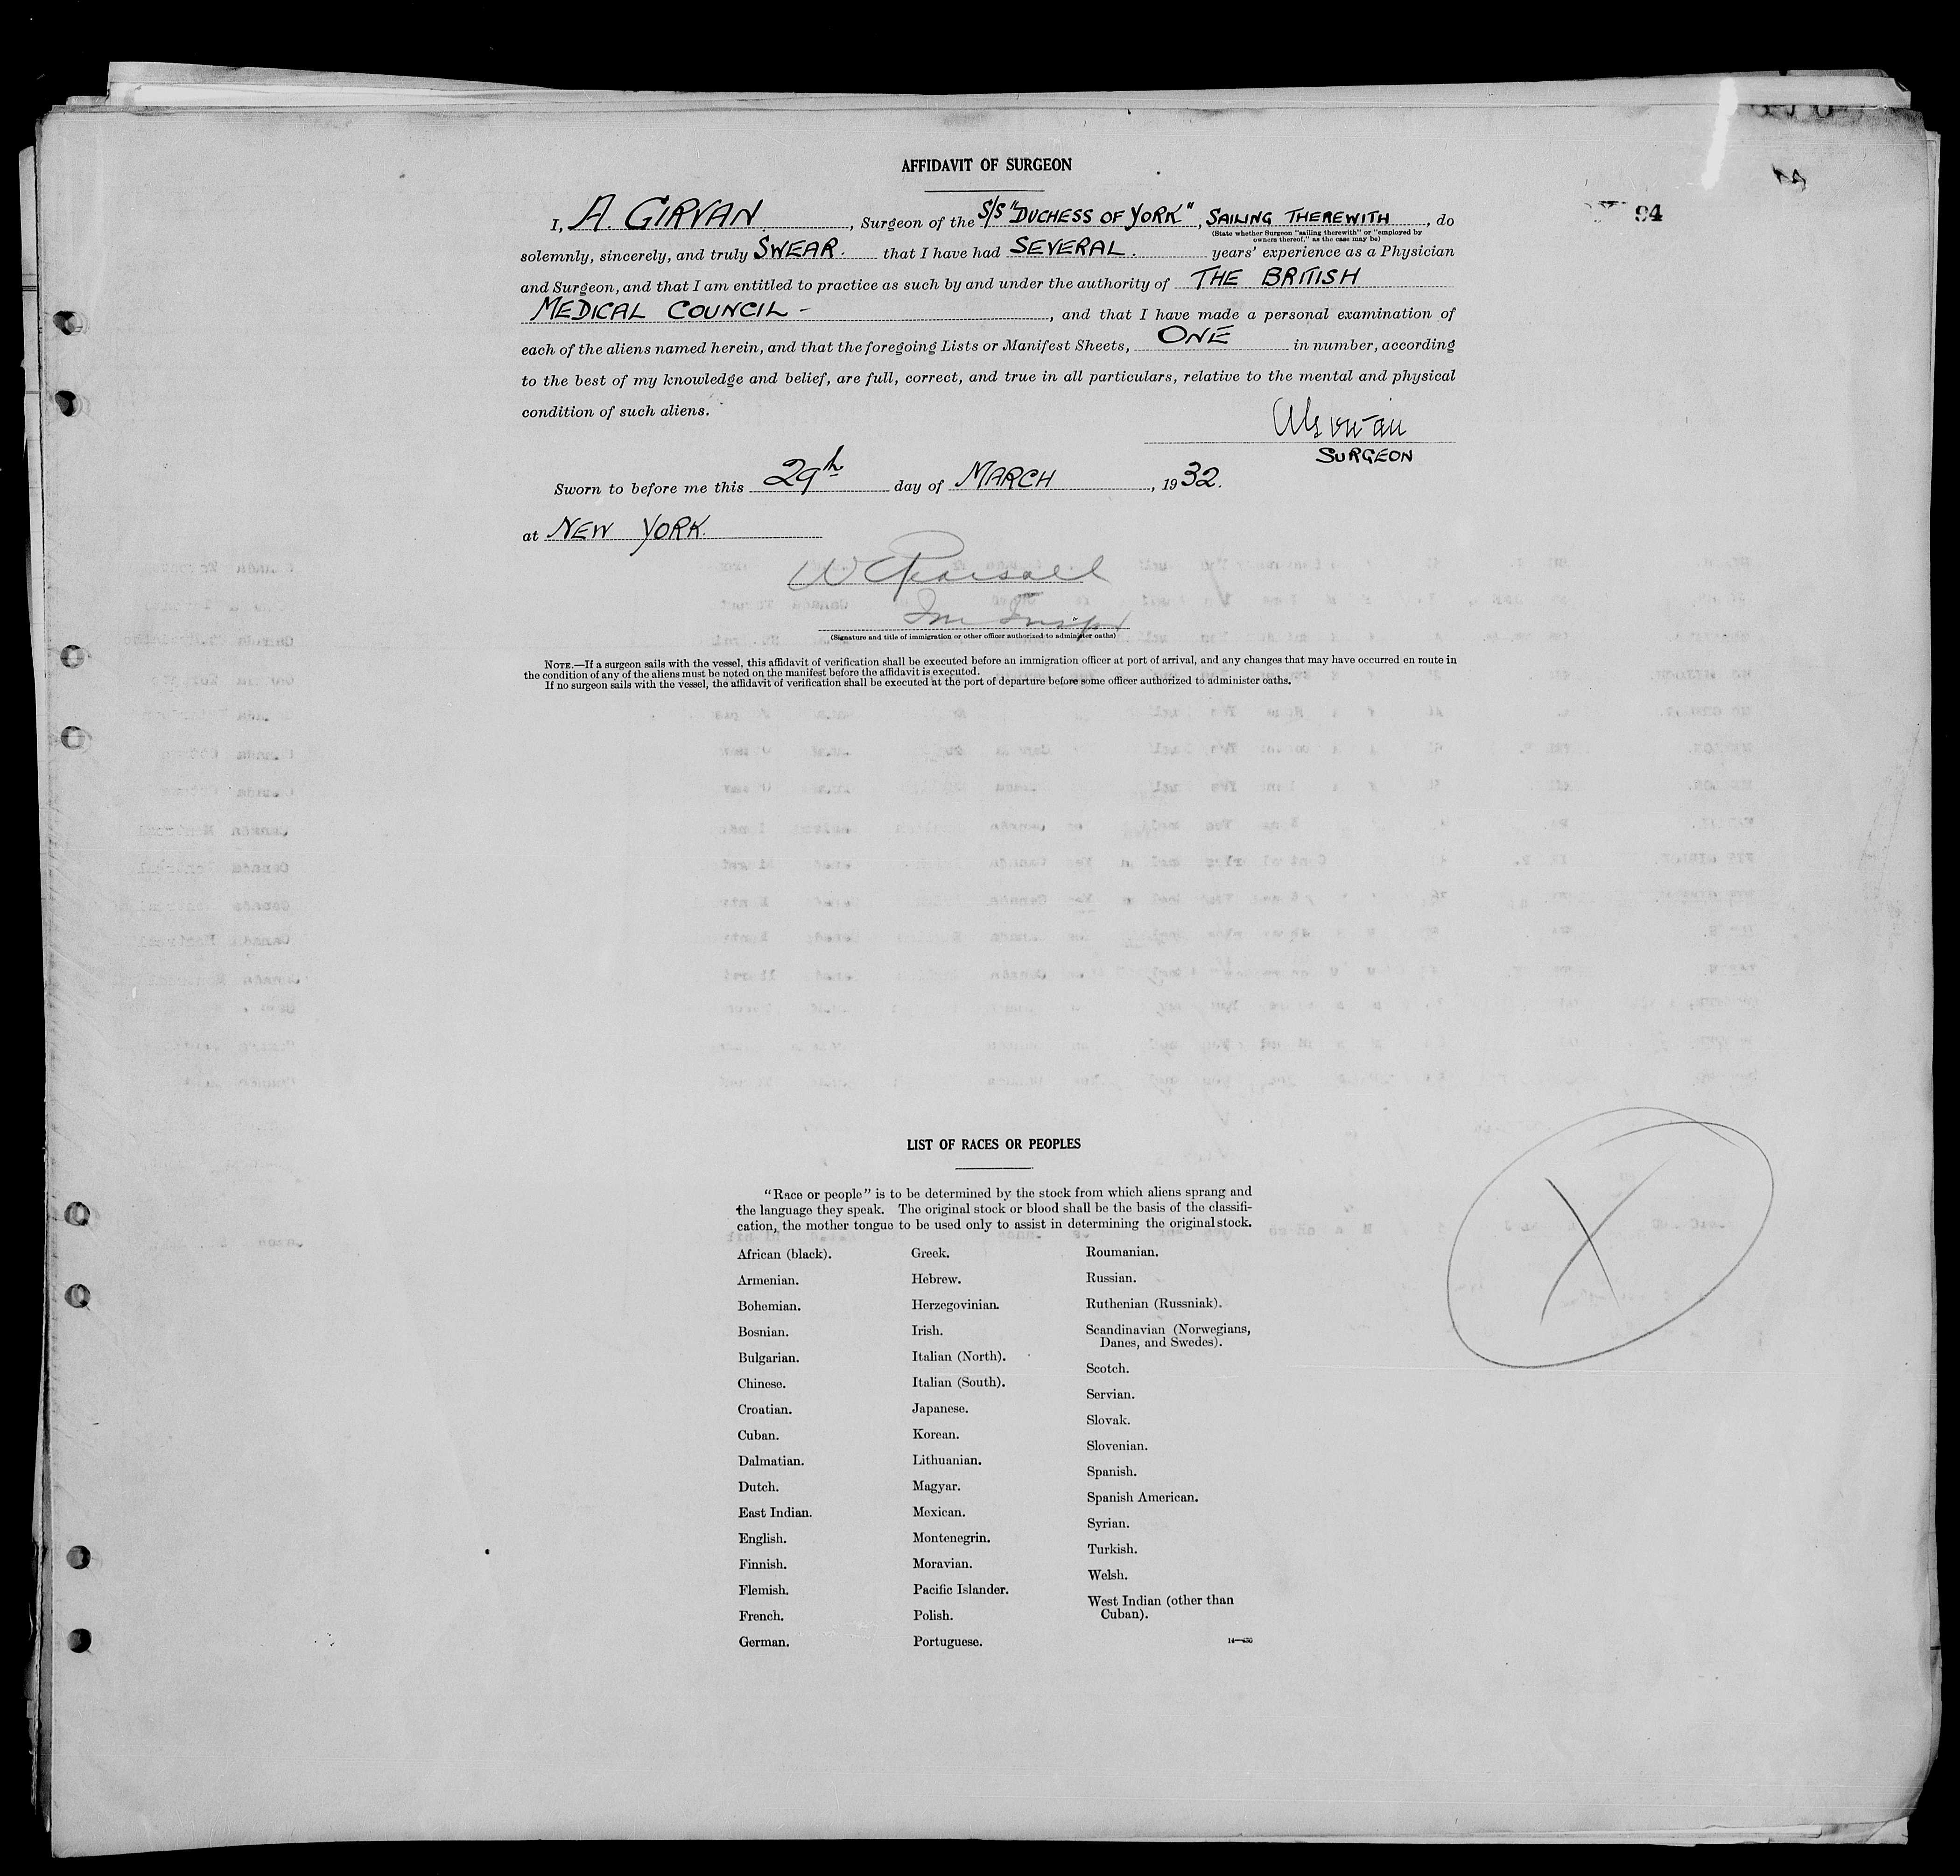 AFFIDAVIT OF SURGEON
94
I, A. GIRVAN, Surgeon of the S/S "DUCHESS OF YORK", SAILING THEREWITH, do
(State whether Surgeon "sailing therewith" or "employed by
owners thereof," as the case may be)
solemnly, sincerely, and truly SWEAR. that I have had SEVERAL. years' experience as a Physician
and Surgeon, and that I am entitled to practice as such by and under the authority of THE BRITISH
MEDICAL COUNCIL -, and that I have made a personal examination of
each of the aliens named herein, and that the foregoing Lists or Manifest Sheets, ONE in number, according
to the best of my knowledge and belief, are full, correct, and true in all particulars, relative to the mental and physical
condition of such aliens.
AGirvan
SURGEON
Sworn to before me this 29th day of MARCH, 1932.
at NEW YORK.
W Pearsall
Imm Insp
(Signature and title of immigration or other officer authorized to administer oaths)
NOTE.—If a surgeon sails with the vessel, this affidavit of verification shall be executed before an immigration officer at port of arrival, and any changes that may have occurred en route in
the condition of any of the aliens must be noted on the manifest before the affidavit is executed.
If no surgeon sails with the vessel, the affidavit of verification shall be executed at the port of departure before some officer authorized to administer oaths.
LIST OF RACES OR PEOPLES
"Race or people" is to be determined by the stock from which aliens sprang and
the language they speak. The original stock or blood shall be the basis of the classifi-
cation, the mother tongue to be used only to assist in determining the original stock.
African (black).
Armenian.
Bohemian.
Bosnian.
Bulgarian.
Chinese.
Croatian.
Cuban.
Dalmatian.
Dutch.
East Indian.
English.
Finnish.
Flemish.
French.
German.
Greek.
Hebrew.
Herzegovinian.
Irish.
Italian (North).
Italian (South).
Japanese.
Korean.
Lithuanian.
Magyar.
Mexican.
Montenegrin.
Moravian.
Pacific Islander.
Polish.
Portuguese.
Roumanian.
Russian.
Ruthenian (Russniak).
Scandinavian (Norwegians,
Danes, and Swedes).
Scotch.
Servian.
Slovak.
Slovenian.
Spanish.
Spanish American.
Syrian.
Turkish.
Welsh.
West Indian (other than
Cuban).
X